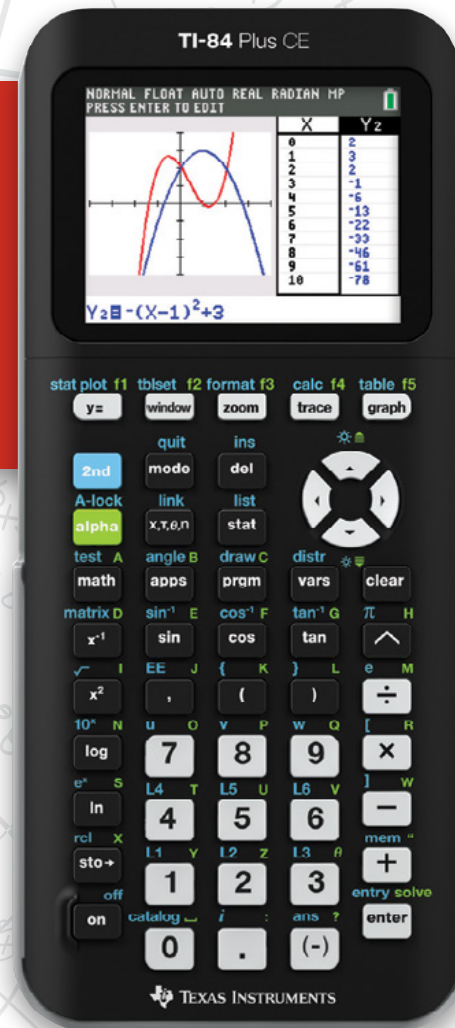 TI-84 Plus CE
NORMAL FLOAT AUTO REAL RADIAN MP
PRESS ENTER TO EDIT
X Y2
0 2
1 3
2 2
3 -1
4 -6
5 -13
6 -22
7 -33
8 -46
9 -61
10 -78
Y2=-(X-1)²+3
stat plot f1 tblset f2 format f3 calc f4 table f5
y= window zoom trace graph
quit ins
2nd mode del
A-lock link list
alpha X,T,θ,n stat
test A angle B draw C distr
math apps prgm vars clear
matrix D sin⁻¹ E cos⁻¹ F tan⁻¹ G π H
x⁻¹ sin cos tan ^
√ I EE J { K } L e M
x² , ( ) ÷
10ˣ N u O v P w Q [ R
log 7 8 9 ×
eˣ S L4 T L5 U L6 V ] W
ln 4 5 6 −
rcl X L1 Y L2 Z L3 θ mem "
sto→ 1 2 3 +
off catalog ␣ i : ans ? entry solve
on 0 . (-) enter
TEXAS INSTRUMENTS